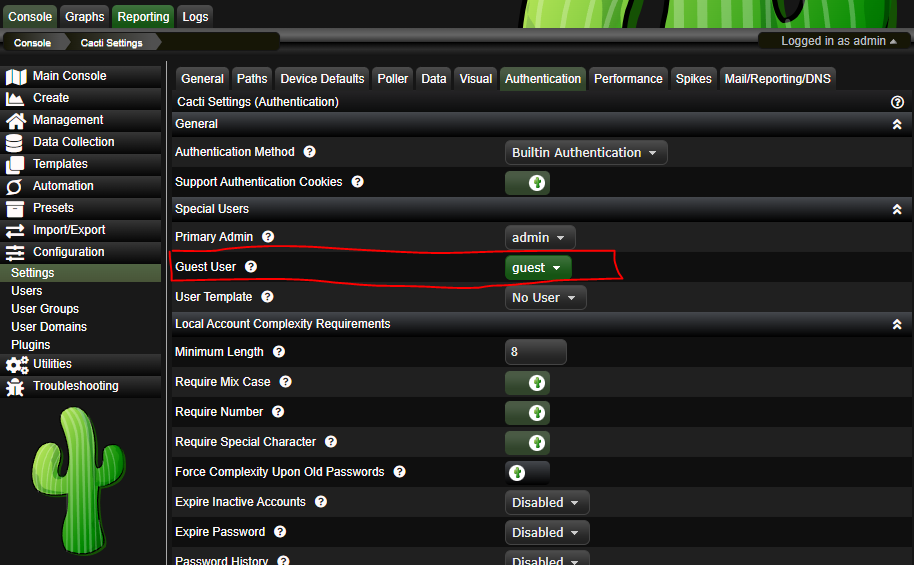 Console Graphs Reporting Logs
Console Cacti Settings Logged in as admin
Main Console
Create
Management
Data Collection
Templates
Automation
Presets
Import/Export
Configuration
Settings
Users
User Groups
User Domains
Plugins
Utilities
Troubleshooting
General Paths Device Defaults Poller Data Visual Authentication Performance Spikes Mail/Reporting/DNS
Cacti Settings (Authentication)
General
Authentication Method Builtin Authentication
Support Authentication Cookies
Special Users
Primary Admin admin
Guest User guest
User Template No User
Local Account Complexity Requirements
Minimum Length 8
Require Mix Case
Require Number
Require Special Character
Force Complexity Upon Old Passwords
Expire Inactive Accounts Disabled
Expire Password Disabled
Password History Disabled